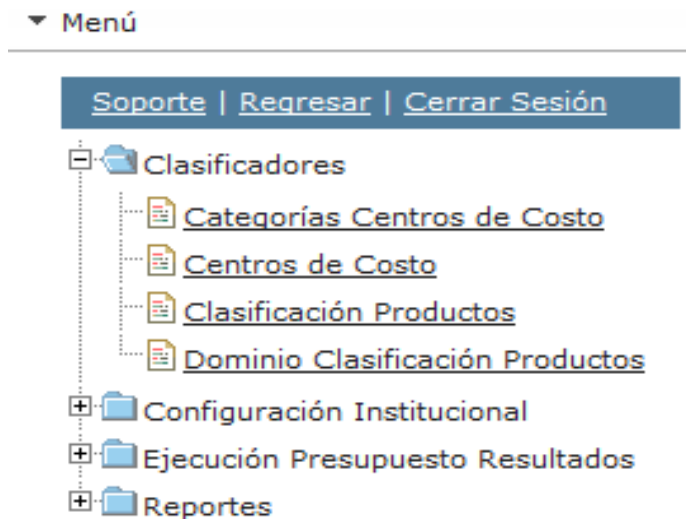 Menú
Soporte | Regresar | Cerrar Sesión
Clasificadores
Categorías Centros de Costo
Centros de Costo
Clasificación Productos
Dominio Clasificación Productos
Configuración Institucional
Ejecución Presupuesto Resultados
Reportes